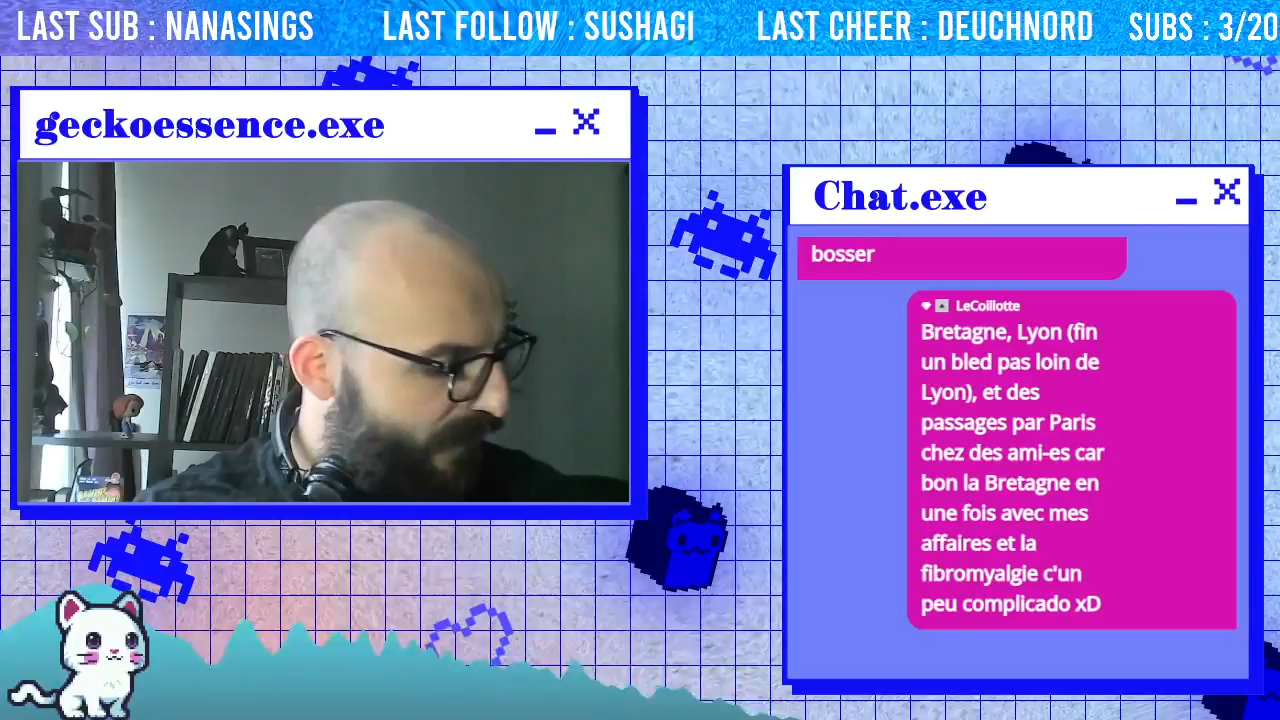 LAST SUB : NANASINGS LAST FOLLOW : SUSHAGI LAST CHEER : DEUCHNORD SUBS : 3/20
geckoessence.exe
Chat.exe
bosser
LeCoillotte
Bretagne, Lyon (fin
un bled pas loin de
Lyon), et des
passages par Paris
chez des ami-es car
bon la Bretagne en
une fois avec mes
affaires et la
fibromyalgie c'un
peu complicado xD